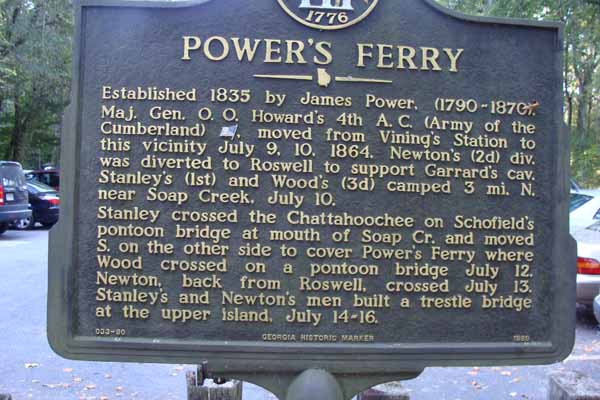 1776
POWER'S FERRY
Established 1835 by James Power, (1790-1870).
Maj. Gen. O. O. Howard's 4th A. C. (Army of the
Cumberland) , moved from Vining's Station to
this vicinity July 9, 10, 1864. Newton's (2d) div.
was diverted to Roswell to support Garrard's cav.
Stanley's (1st) and Wood's (3d) camped 3 mi. N.
near Soap Creek, July 10.
Stanley crossed the Chattahoochee on Schofield's
pontoon bridge at mouth of Soap Cr. and moved
S. on the other side to cover Power's Ferry where
Wood crossed on a pontoon bridge July 12.
Newton, back from Roswell, crossed July 13.
Stanley's and Newton's men built a trestle bridge
at the upper island, July 14-16.
033-80 GEORGIA HISTORIC MARKER